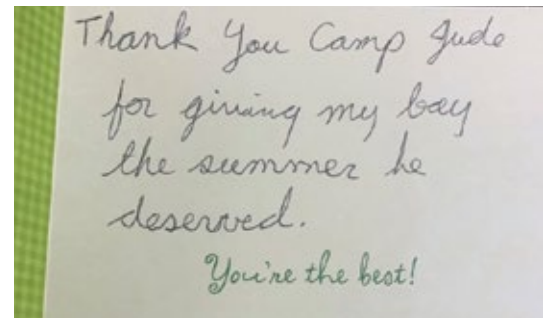 Thank You Camp Jude
for giving my boy
the summer he
deserved.
You're the best!